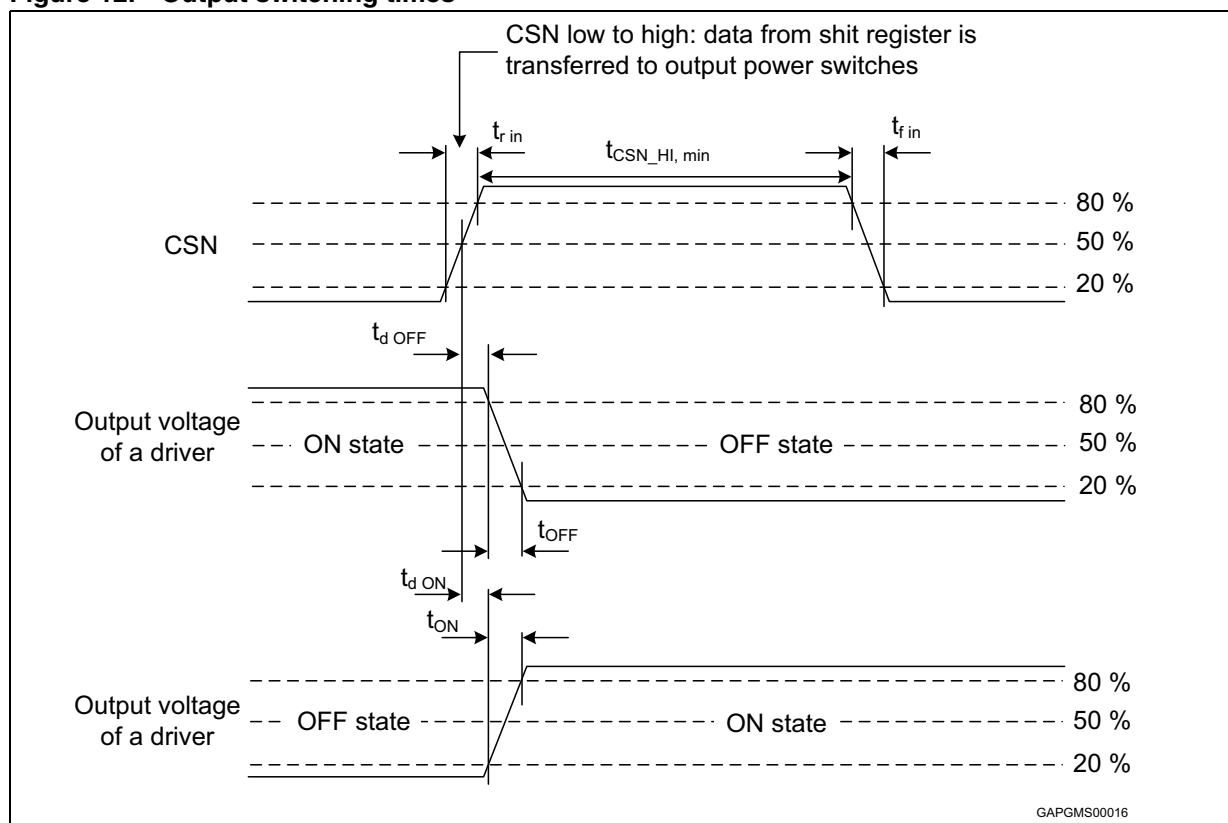 CSN low to high: data from shit register is
transferred to output power switches
tr in
tCSN_HI, min
tf in
80 %
CSN
50 %
20 %
td OFF
80 %
Output voltage
of a driver
ON state
OFF state
50 %
20 %
tOFF
td ON
tON
80 %
Output voltage
of a driver
OFF state
ON state
50 %
20 %
GAPGMS00016